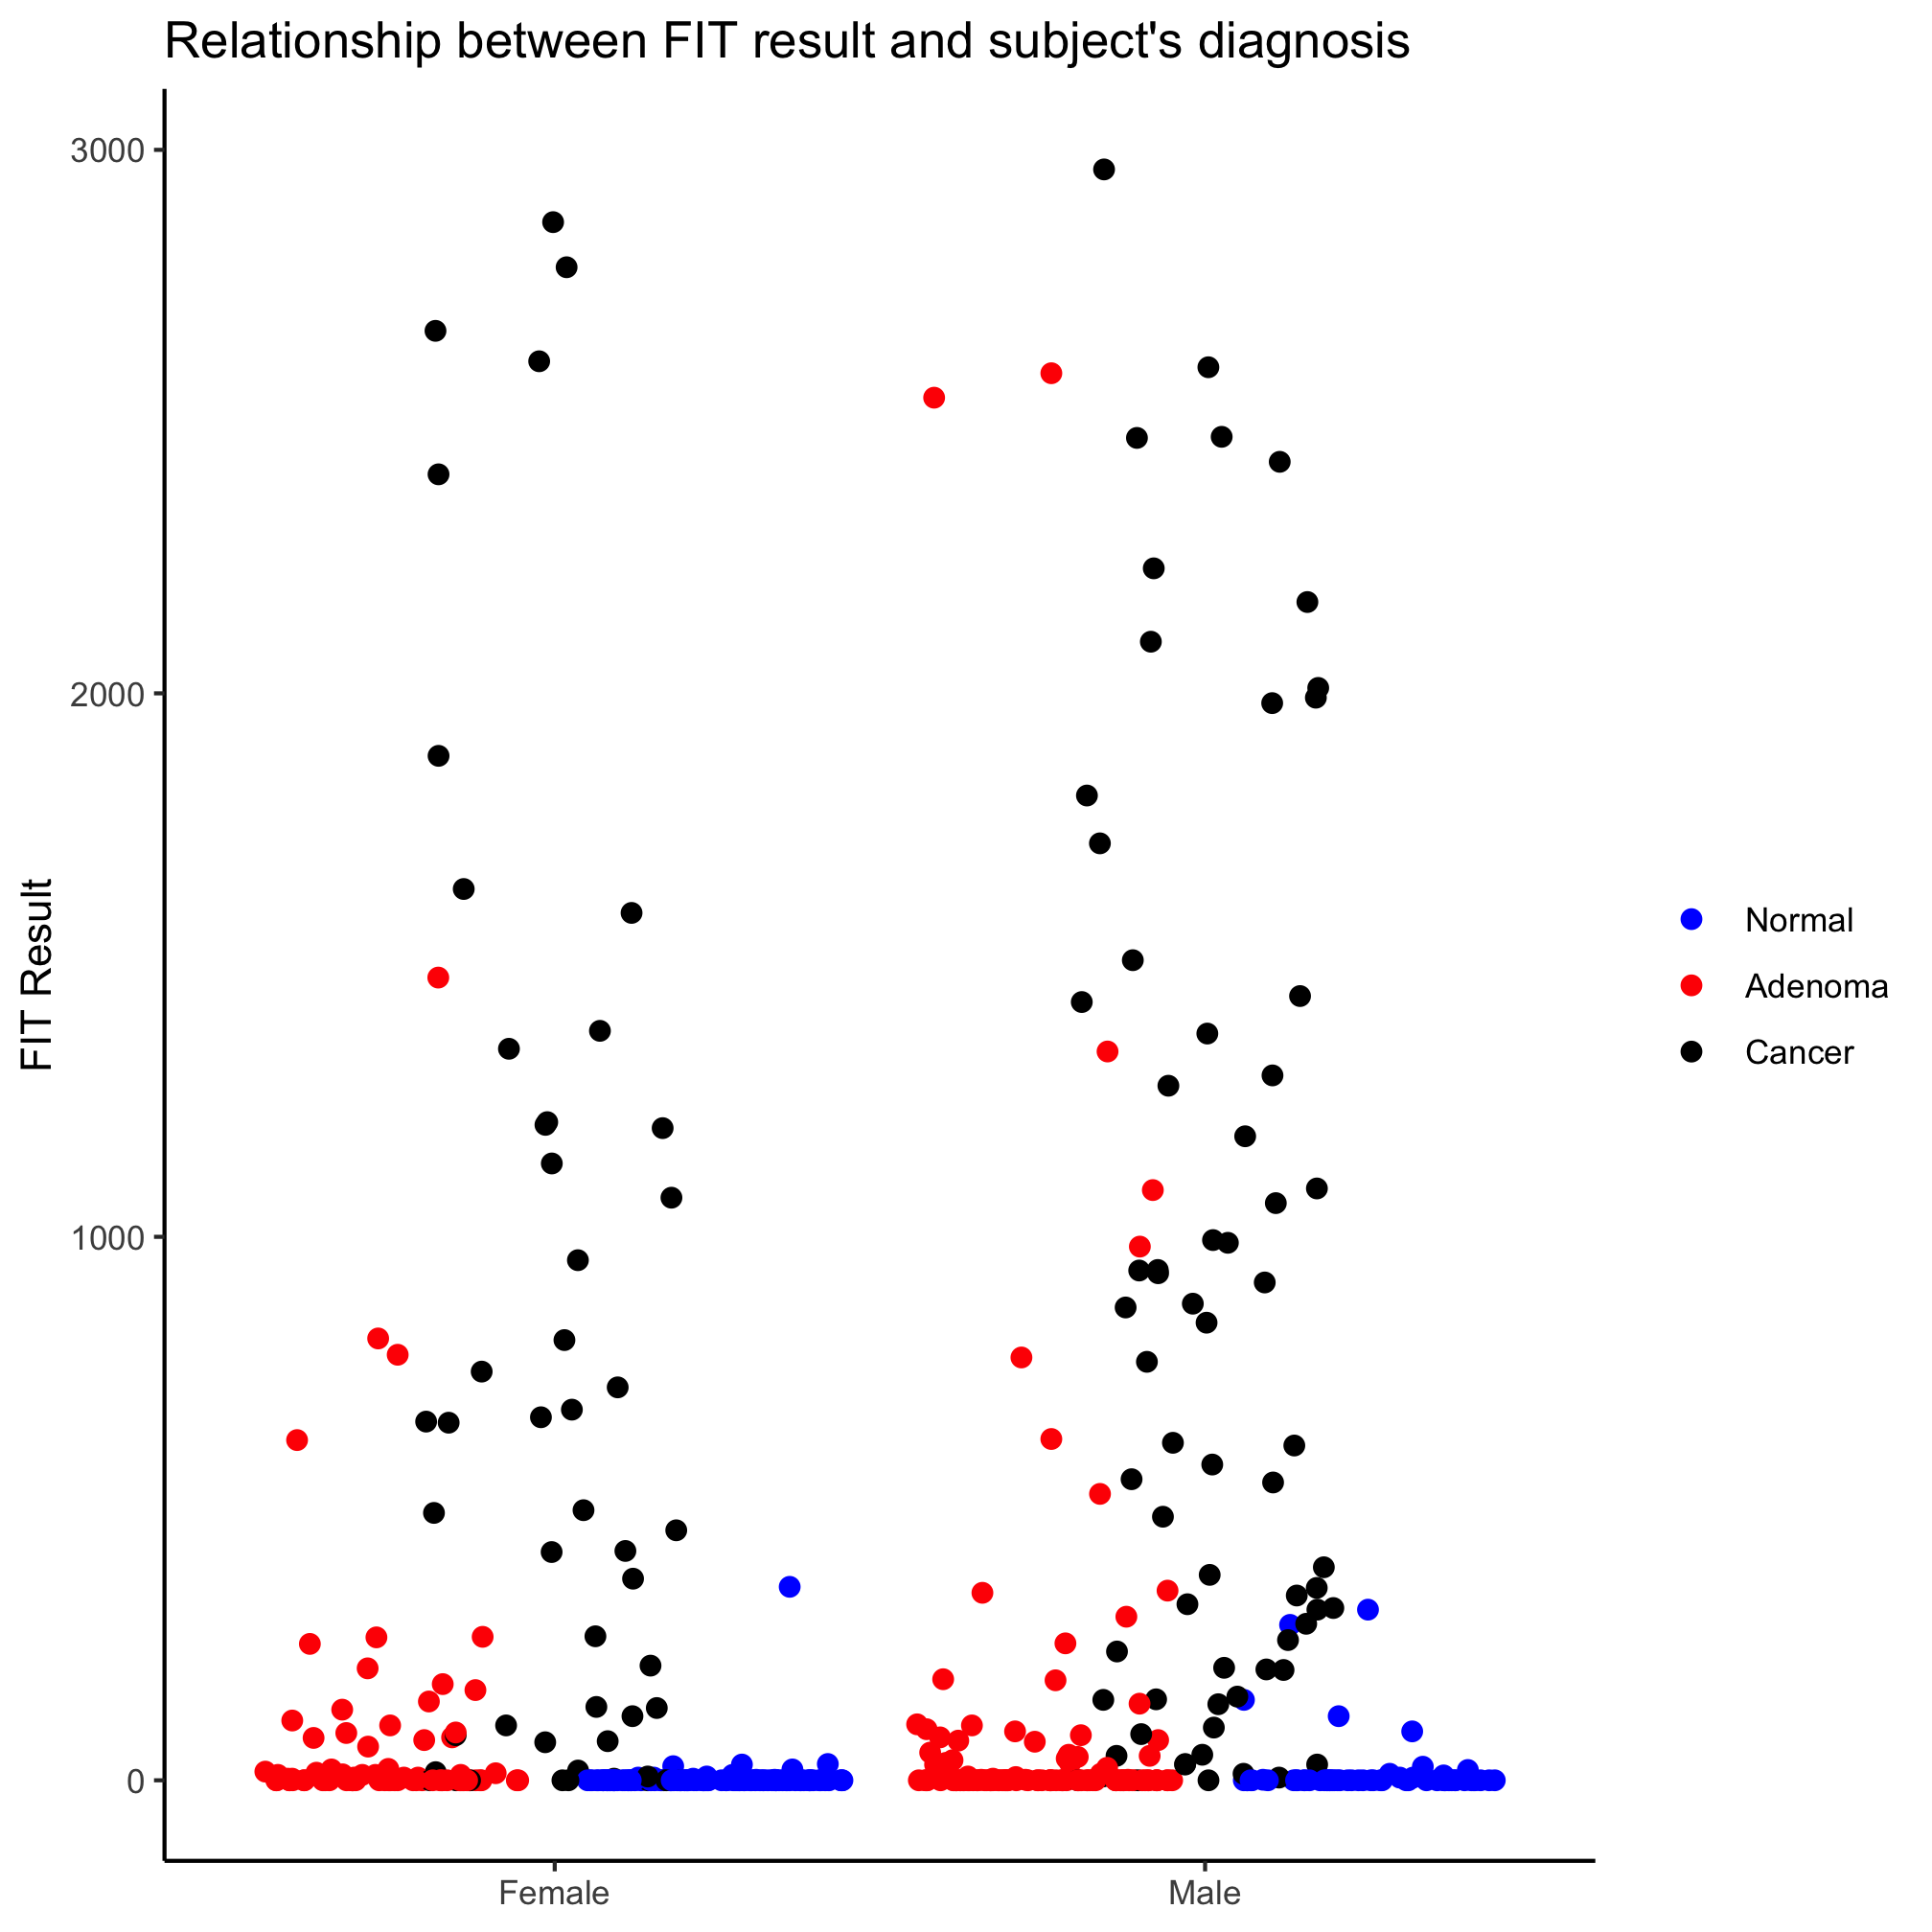 Relationship between FIT result and subject's diagnosis
3000
2000
1000
0
FIT Result
Female
Male
Normal
Adenoma
Cancer